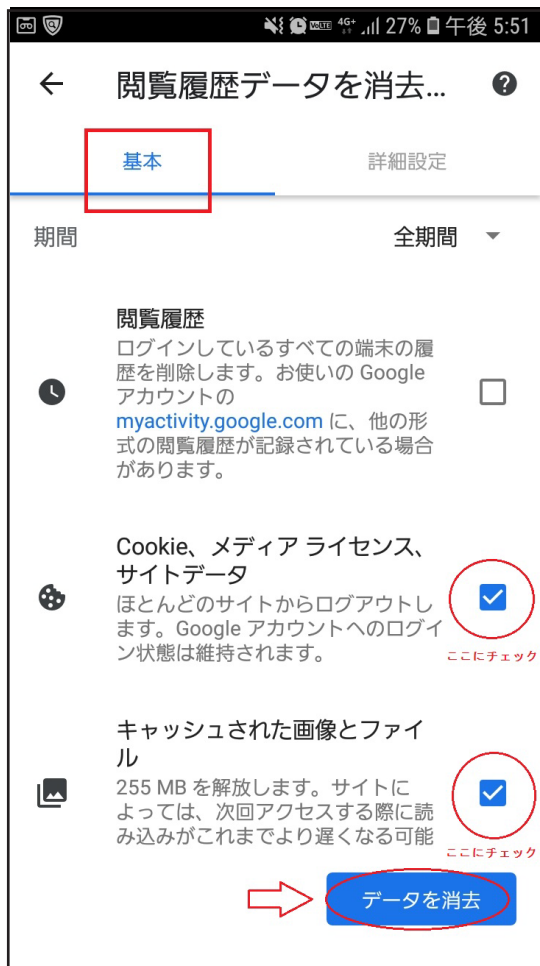 4G+ 27% 午後 5:51
閲覧履歴データを消去...
基本 詳細設定
期間 全期間
閲覧履歴
ログインしているすべての端末の履
歴を削除します。お使いの Google
アカウントの
myactivity.google.com に、他の形
式の閲覧履歴が記録されている場合
があります。
Cookie、メディア ライセンス、
サイトデータ
ほとんどのサイトからログアウトし
ます。Google アカウントへのログイ
ン状態は維持されます。
ここにチェック
キャッシュされた画像とファイ
ル
255 MB を解放します。サイトに
よっては、次回アクセスする際に読
み込みがこれまでより遅くなる可能
ここにチェック
データを消去